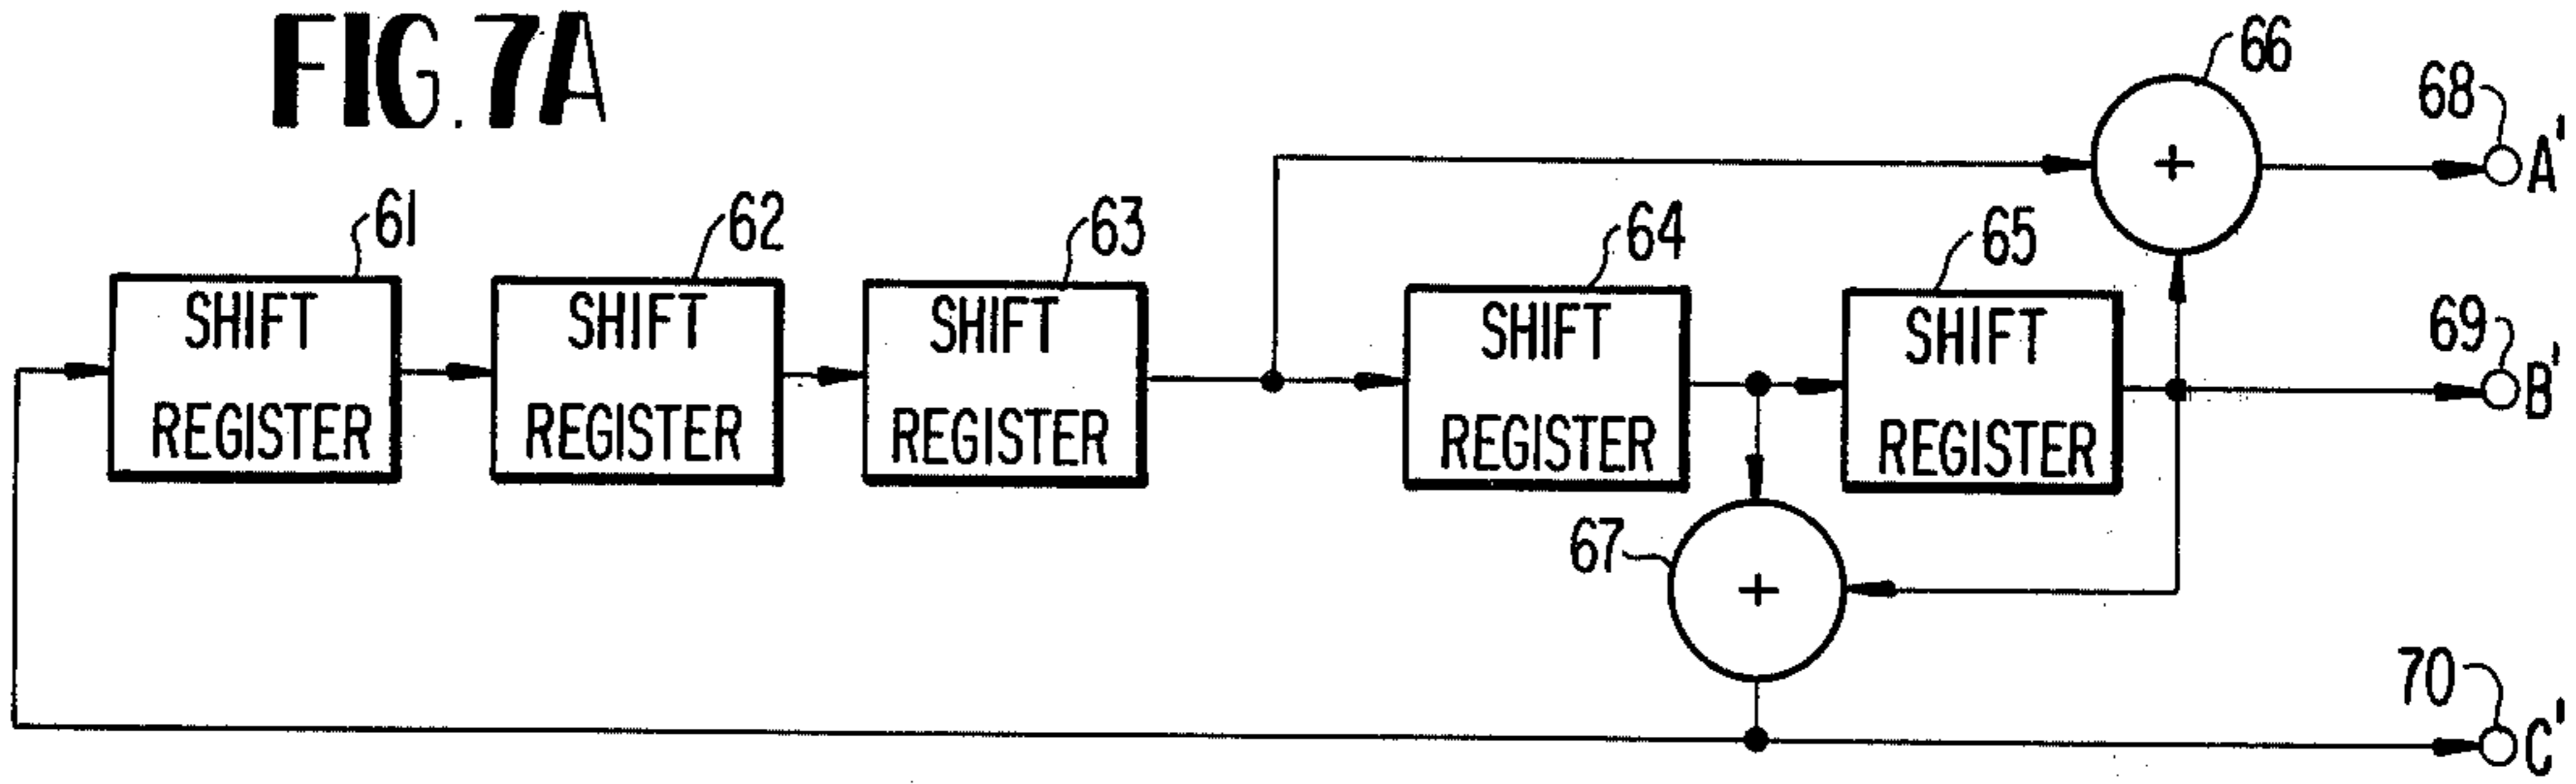 FIG. 7A
66
68
A'
61
62
63
64
65
SHIFT REGISTER
SHIFT REGISTER
SHIFT REGISTER
SHIFT REGISTER
SHIFT REGISTER
+
69
B'
67
+
70
C'